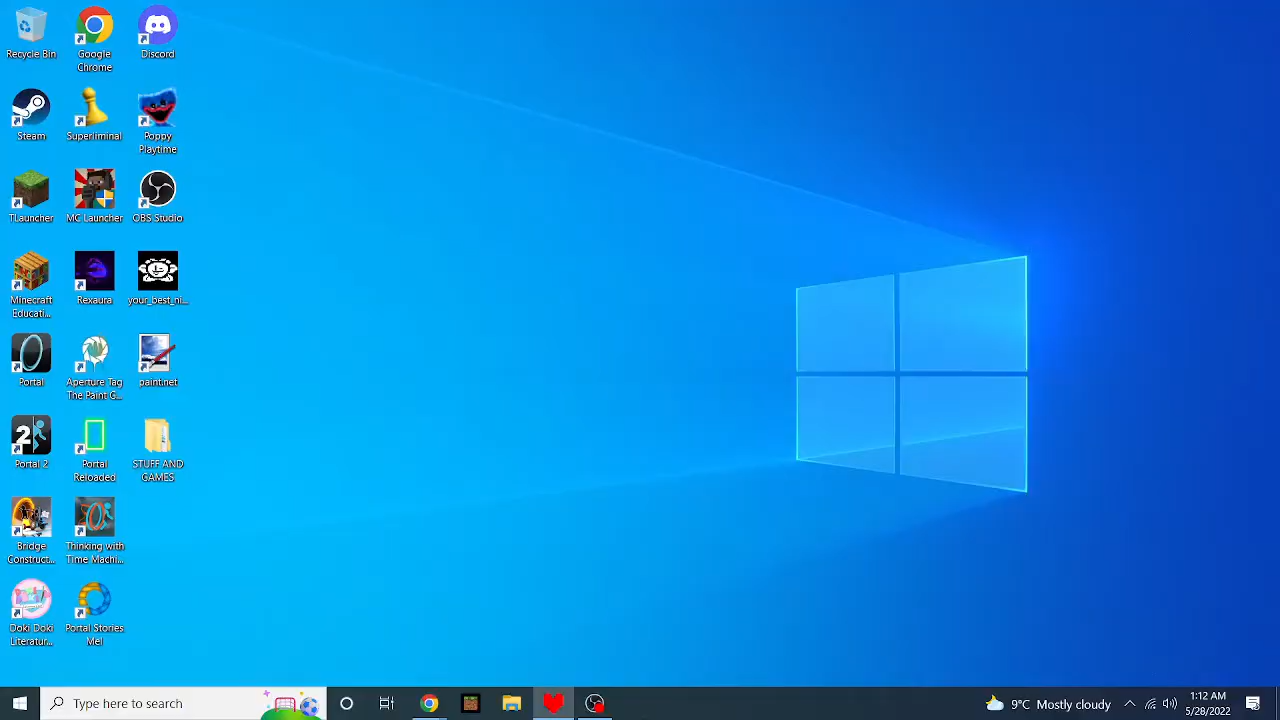 Recycle Bin
Google
Chrome
Discord
Steam
Superliminal
Poppy
Playtime
TLauncher
MC Launcher
OBS Studio
Minecraft
Educati...
Rexaura
your_best_ni...
Portal
Aperture Tag
The Paint G...
paint.net
2
Portal 2
Portal
Reloaded
STUFF AND
GAMES
Bridge
Construct...
Thinking with
Time Machi...
Doki Doki
Literatur...
Portal Stories
Mel
Type here to search
9°C Mostly cloudy
1:12 AM
5/28/2022